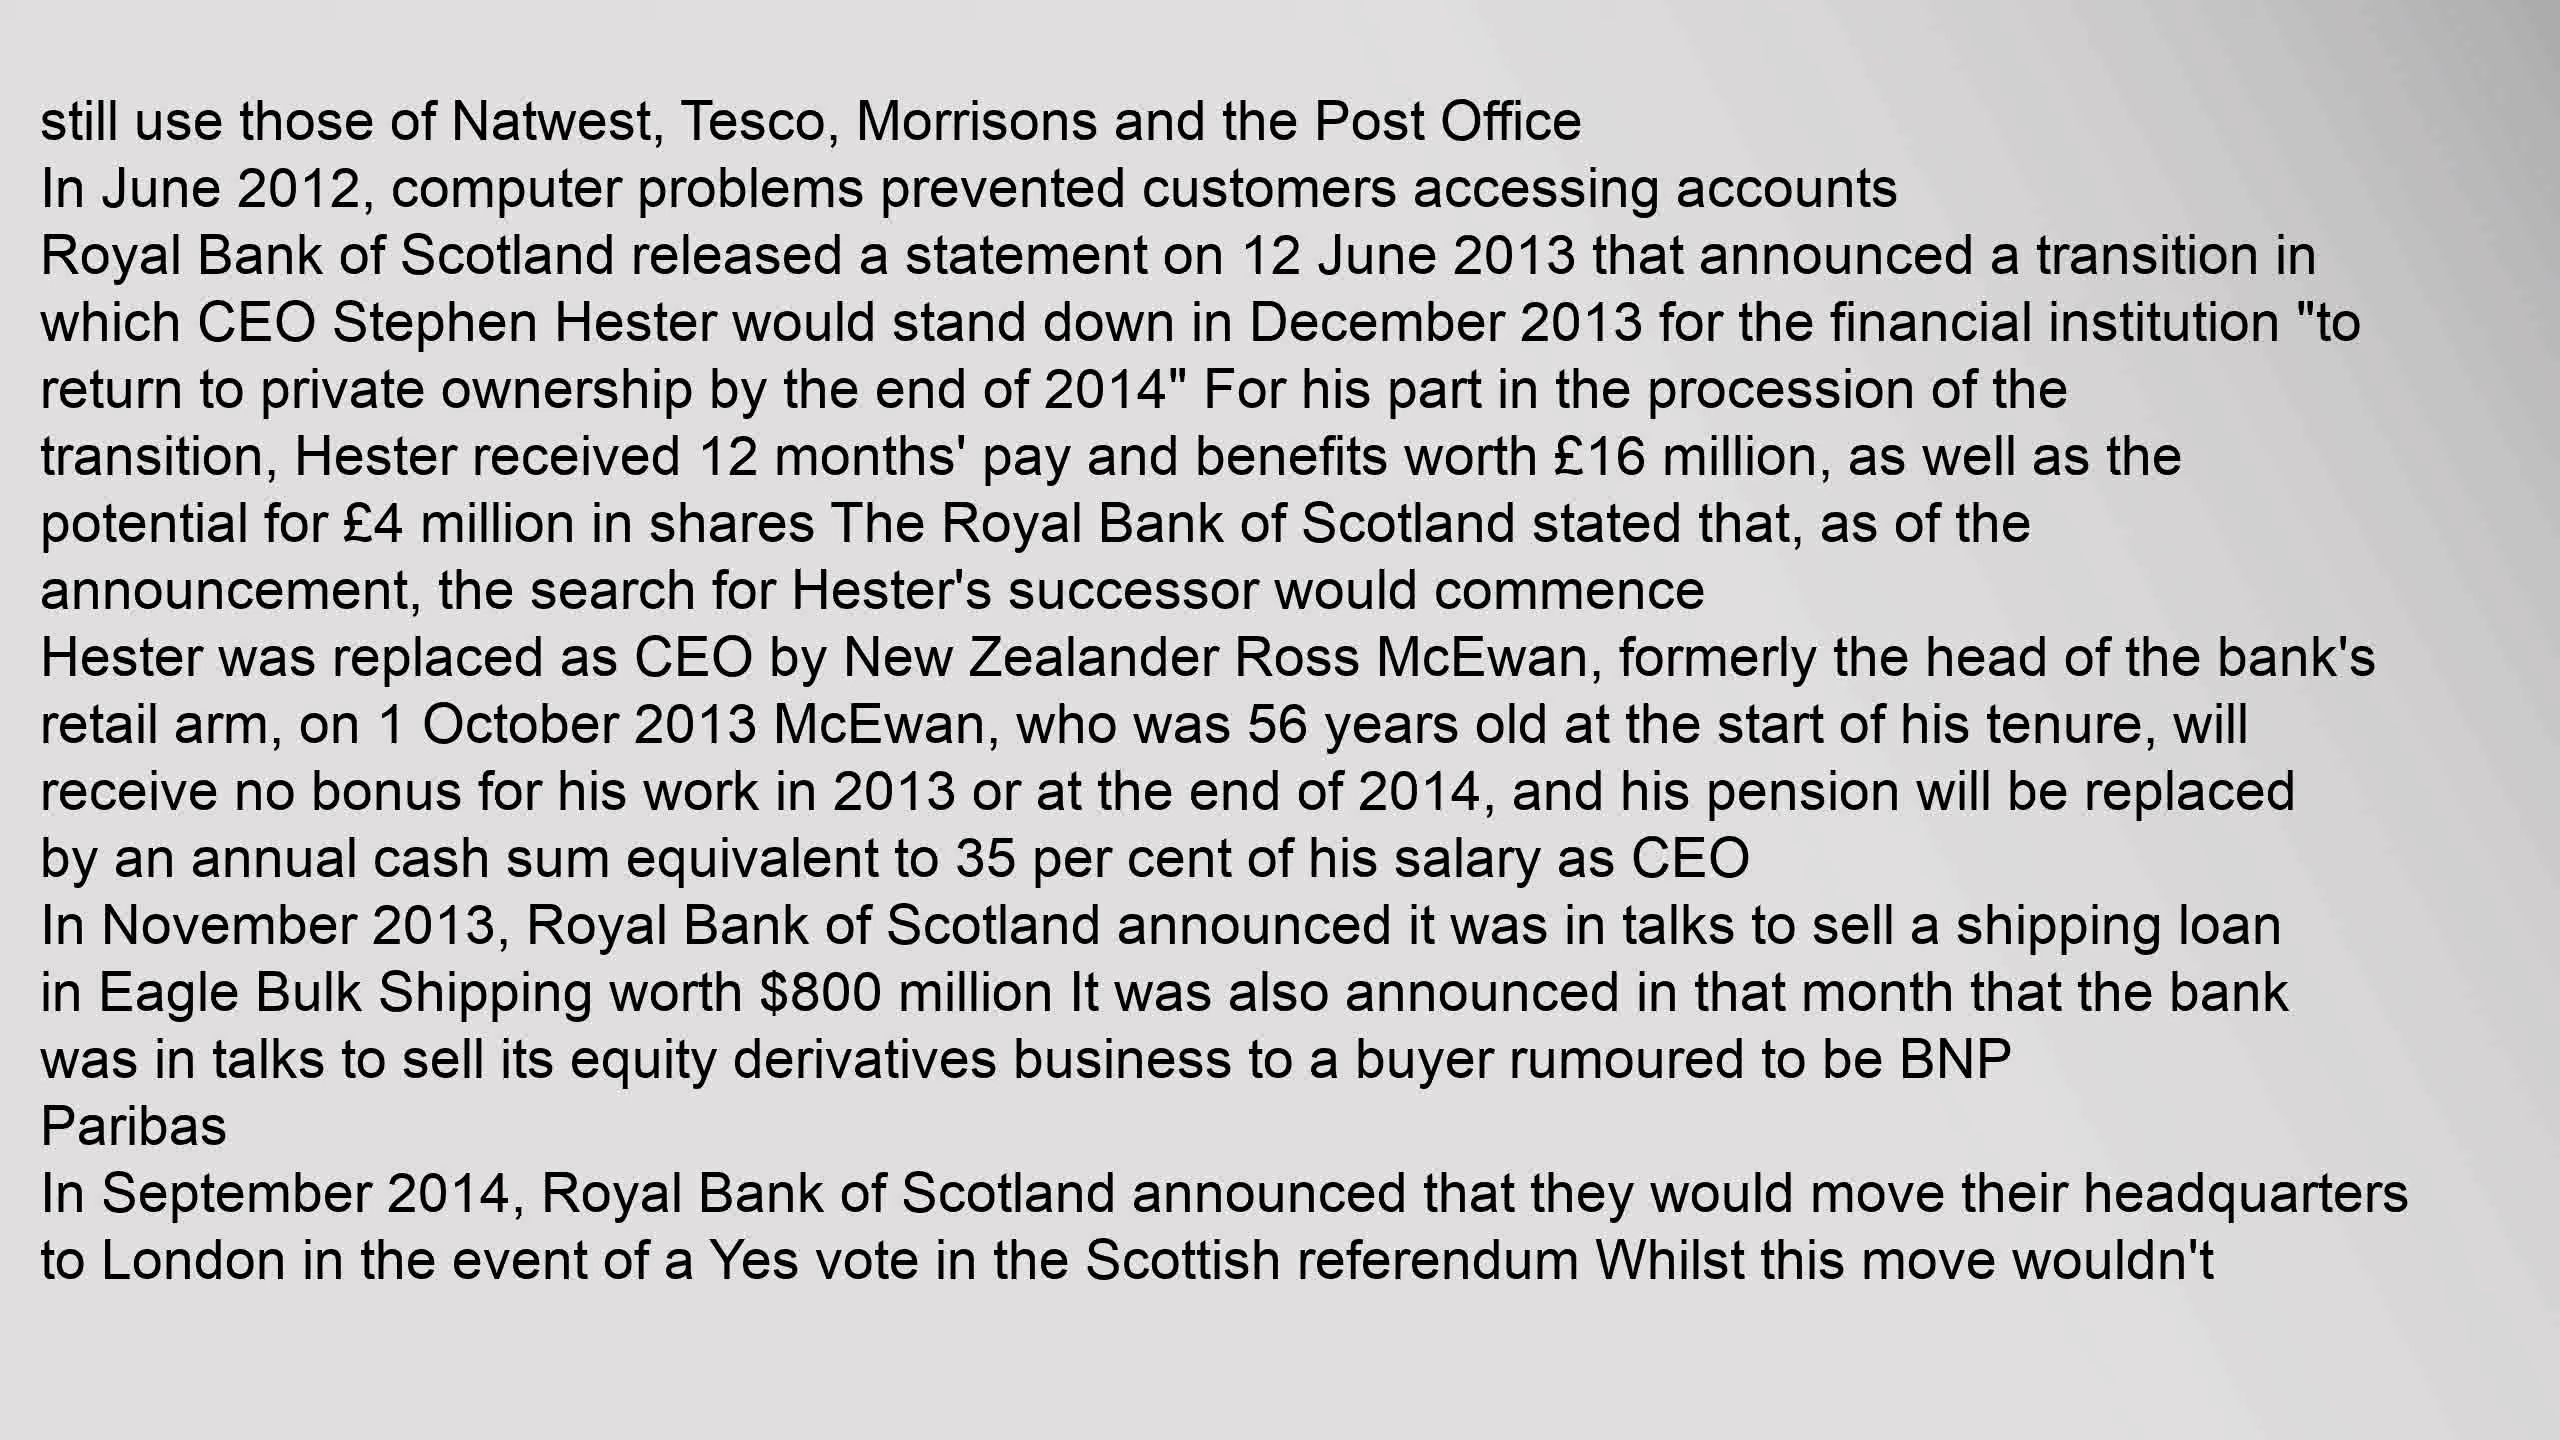 still use those of Natwest, Tesco, Morrisons and the Post Office
In June 2012, computer problems prevented customers accessing accounts
Royal Bank of Scotland released a statement on 12 June 2013 that announced a transition in
which CEO Stephen Hester would stand down in December 2013 for the financial institution "to
return to private ownership by the end of 2014" For his part in the procession of the
transition, Hester received 12 months' pay and benefits worth £16 million, as well as the
potential for £4 million in shares The Royal Bank of Scotland stated that, as of the
announcement, the search for Hester's successor would commence
Hester was replaced as CEO by New Zealander Ross McEwan, formerly the head of the bank's
retail arm, on 1 October 2013 McEwan, who was 56 years old at the start of his tenure, will
receive no bonus for his work in 2013 or at the end of 2014, and his pension will be replaced
by an annual cash sum equivalent to 35 per cent of his salary as CEO
In November 2013, Royal Bank of Scotland announced it was in talks to sell a shipping loan
in Eagle Bulk Shipping worth $800 million It was also announced in that month that the bank
was in talks to sell its equity derivatives business to a buyer rumoured to be BNP
Paribas
In September 2014, Royal Bank of Scotland announced that they would move their headquarters
to London in the event of a Yes vote in the Scottish referendum Whilst this move wouldn't